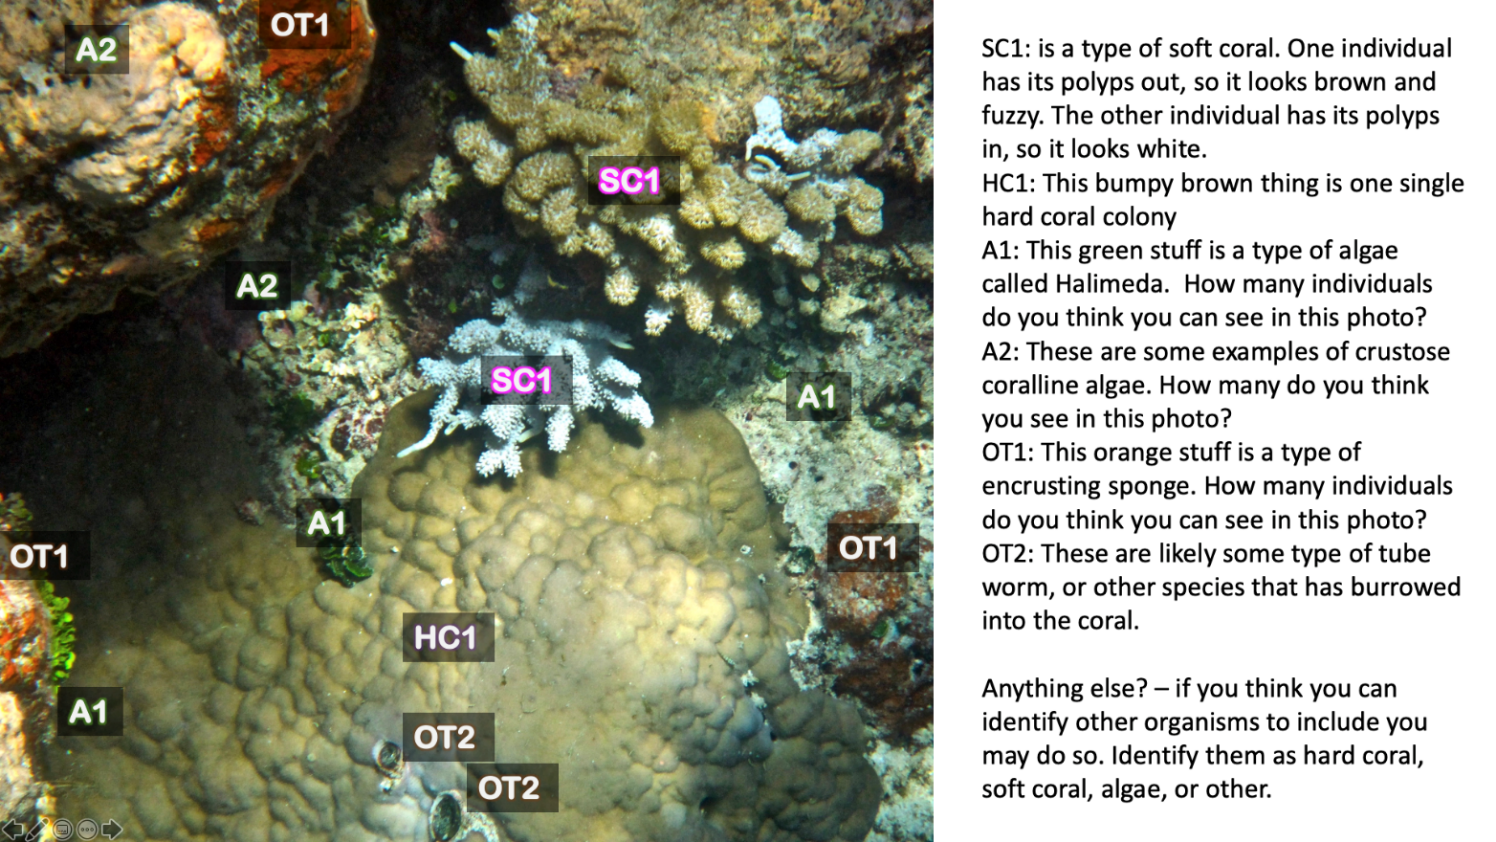 A2
OT1
SC1
A2
SC1
A1
A1
OT1
OT1
HC1
A1
OT2
OT2
SC1: is a type of soft coral. One individual
has its polyps out, so it looks brown and
fuzzy. The other individual has its polyps
in, so it looks white.
HC1: This bumpy brown thing is one single
hard coral colony
A1: This green stuff is a type of algae
called Halimeda.  How many individuals
do you think you can see in this photo?
A2: These are some examples of crustose
coralline algae. How many do you think
you see in this photo?
OT1: This orange stuff is a type of
encrusting sponge. How many individuals
do you think you can see in this photo?
OT2: These are likely some type of tube
worm, or other species that has burrowed
into the coral.
Anything else? – if you think you can
identify other organisms to include you
may do so. Identify them as hard coral,
soft coral, algae, or other.